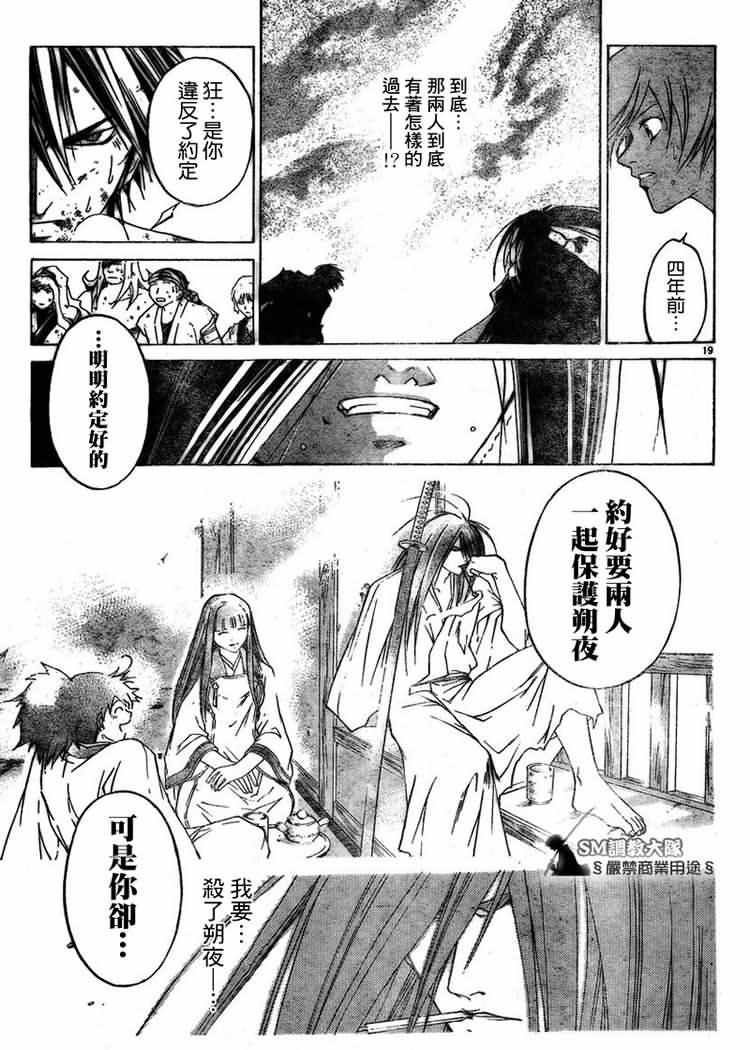 四年前…
19
到底…
那兩人到底
有著怎樣的
過去——!?
狂…是你
違反了約定
…明明約定好的
約好要兩人
一起保護朔夜
可是你卻…
SM調教大隊
§嚴禁商業用途§
我要…
殺了朔夜—…